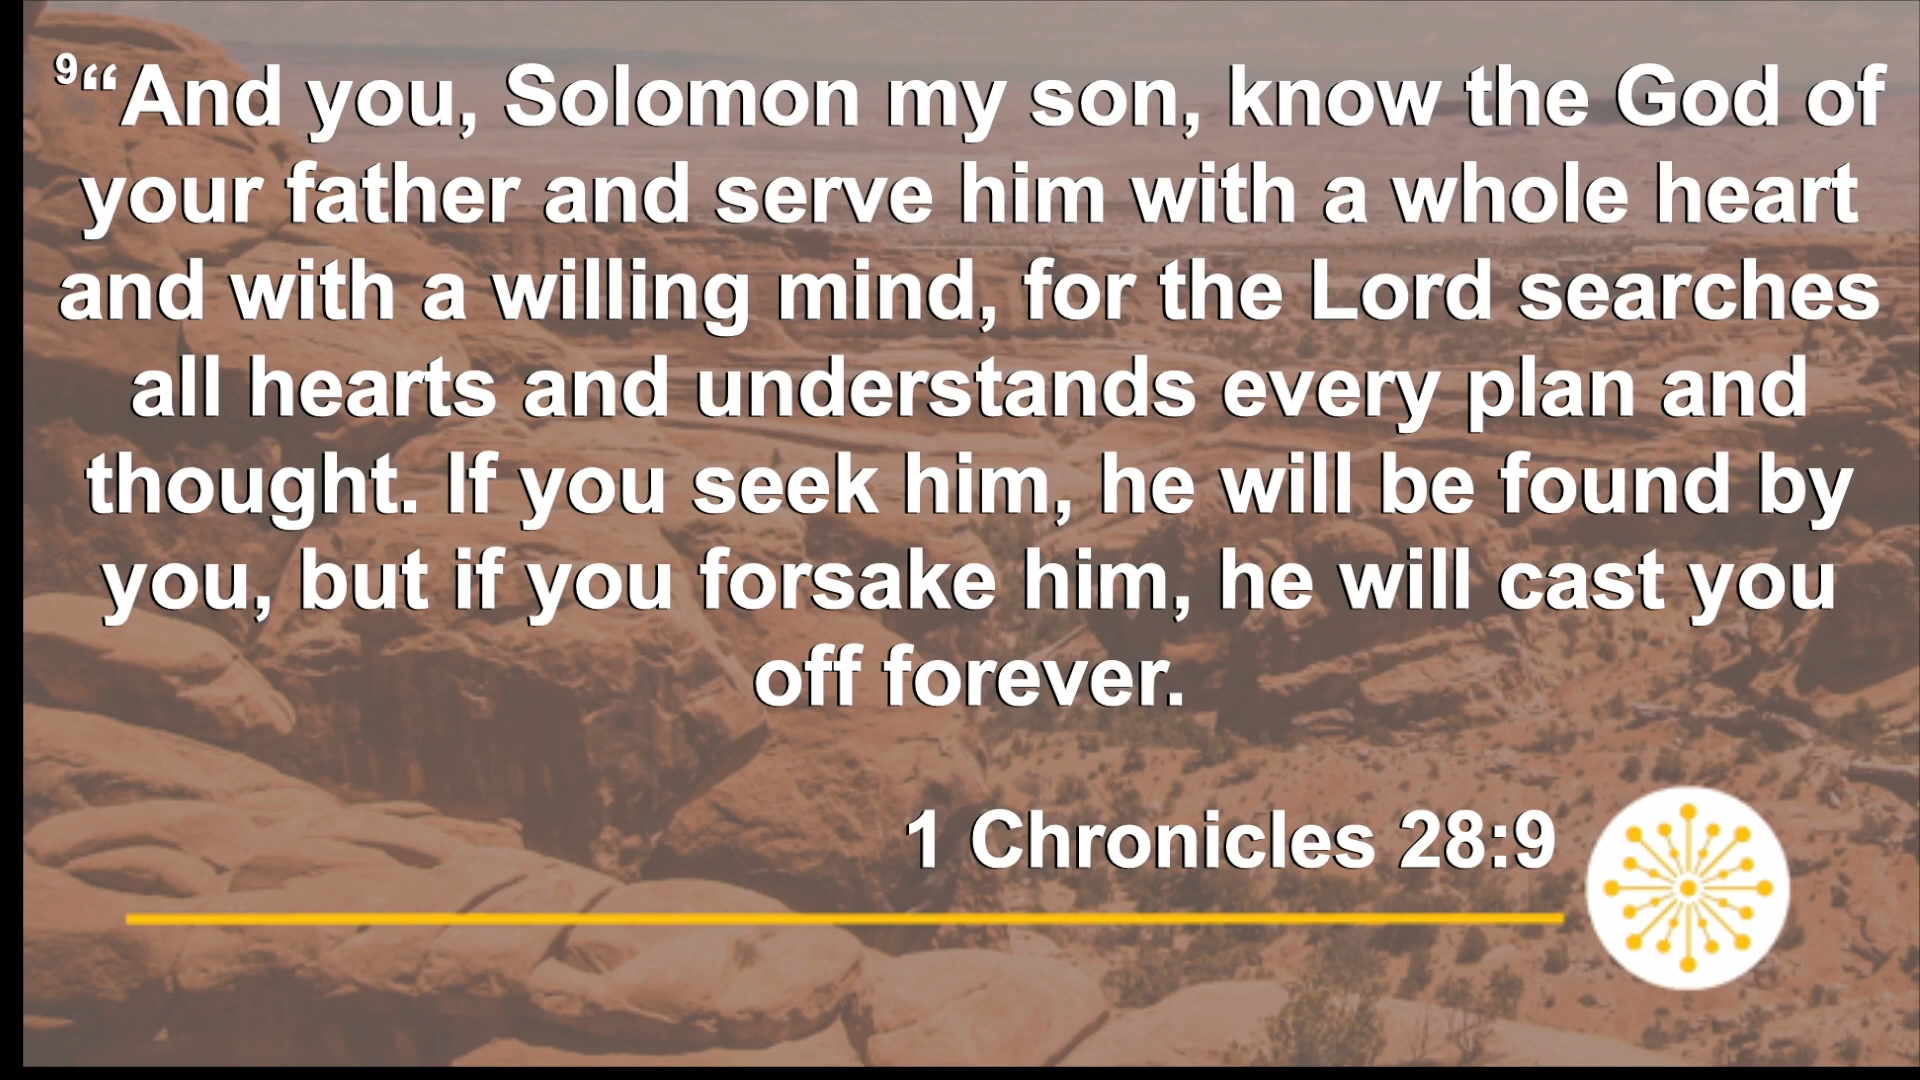 ⁹“And you, Solomon my son, know the God of
your father and serve him with a whole heart
and with a willing mind, for the Lord searches
all hearts and understands every plan and
thought. If you seek him, he will be found by
you, but if you forsake him, he will cast you
off forever.
1 Chronicles 28:9